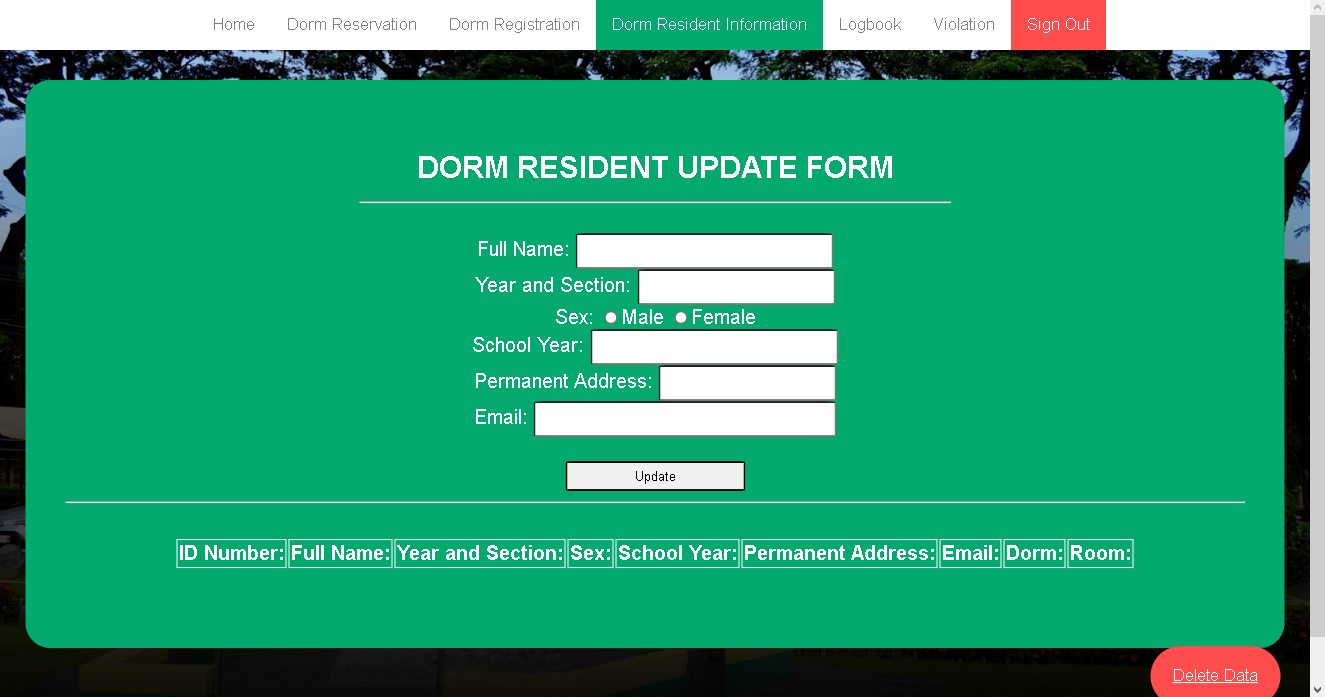 Home Dorm Reservation Dorm Registration Dorm Resident Information Logbook Violation Sign Out
DORM RESIDENT UPDATE FORM
Full Name:
Year and Section:
Sex: Male Female
School Year:
Permanent Address:
Email:
Update
ID Number: Full Name: Year and Section: Sex: School Year: Permanent Address: Email: Dorm: Room:
Delete Data